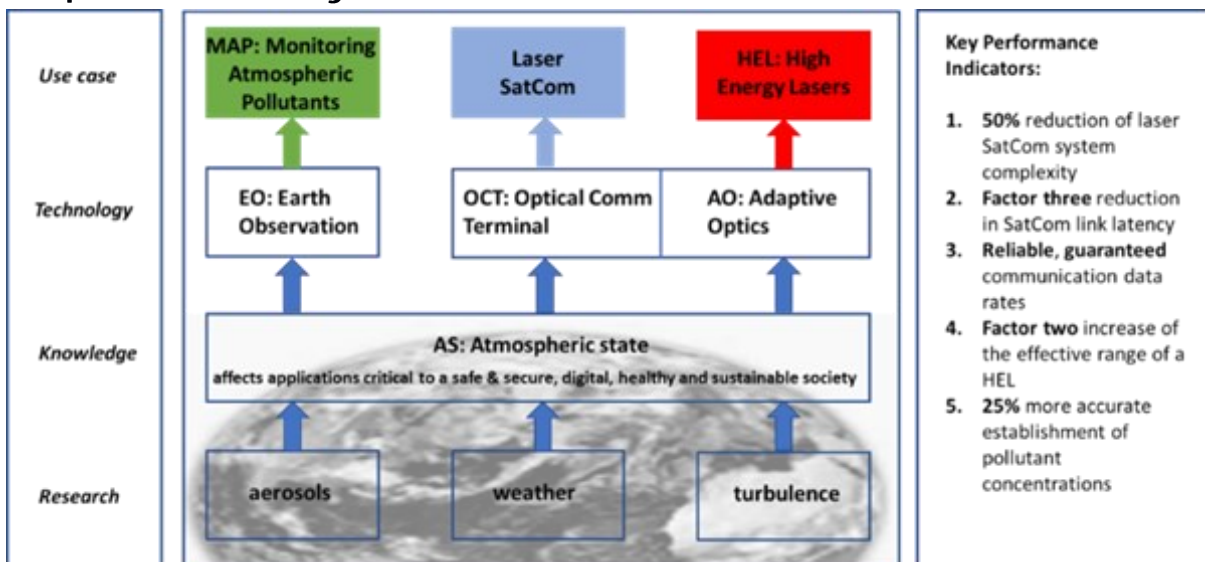 Use case
Technology
Knowledge
Research
MAP: Monitoring
Atmospheric
Pollutants
Laser
SatCom
HEL: High
Energy Lasers
EO: Earth
Observation
OCT: Optical Comm
Terminal
AO: Adaptive
Optics
AS: Atmospheric state
affects applications critical to a safe & secure, digital, healthy and sustainable society
aerosols
weather
turbulence
Key Performance
Indicators:
1. 50% reduction of laser
SatCom system
complexity
2. Factor three reduction
in SatCom link latency
3. Reliable, guaranteed
communication data
rates
4. Factor two increase of
the effective range of a
HEL
5. 25% more accurate
establishment of
pollutant
concentrations